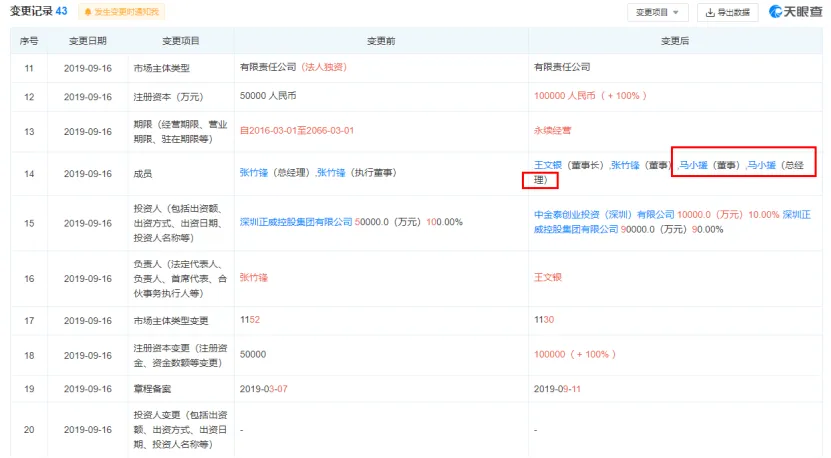 变更记录 43 发生变更时通知我 变更项目 导出数据 天眼查
序号 变更日期 变更项目 变更前 变更后
11 2019-09-16 市场主体类型 有限责任公司（法人独资） 有限责任公司
12 2019-09-16 注册资本（万元） 50000 人民币 100000 人民币（ + 100% ）
13 2019-09-16 期限（经营期限、营业
期限、驻在期限等） 自2016-03-01至2066-03-01 永续经营
14 2019-09-16 成员 张竹锋（总经理）,张竹锋（执行董事） 王文银（董事长）,张竹锋（董事）,马小援（董事）,马小援（总经
理）
15 2019-09-16 投资人（包括出资额、
出资方式、出资日期、
投资人名称等） 深圳正威控股集团有限公司 50000.0（万元）100.00% 中金泰创业投资（深圳）有限公司 10000.0（万元）10.00% 深圳正
威控股集团有限公司 90000.0（万元）90.00%
16 2019-09-16 负责人（法定代表人、
负责人、首席代表、合
伙事务执行人等） 张竹锋 王文银
17 2019-09-16 市场主体类型变更 1152 1130
18 2019-09-16 注册资本变更（注册资
金、资金数额等变更） 50000 100000（ + 100% ）
19 2019-09-16 章程备案 2019-03-07 2019-09-11
20 2019-09-16 投资人变更（包括出资
额、出资方式、出资日
期、投资人名称等） - -